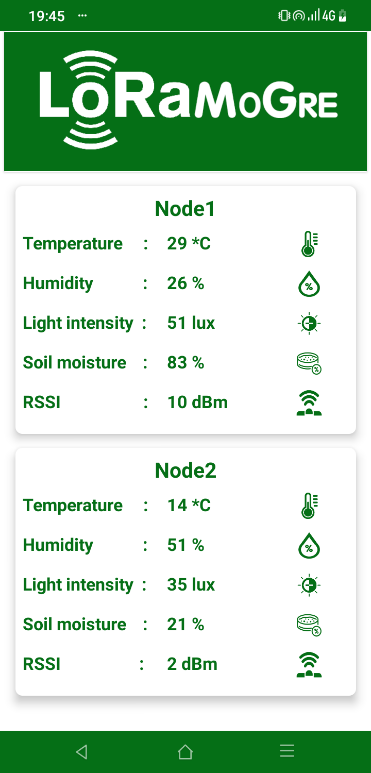 19:45 ... 4G
LoRaMoGre
Node1
Temperature : 29 *C
Humidity : 26 %
Light intensity : 51 lux
Soil moisture : 83 %
RSSI : 10 dBm
Node2
Temperature : 14 *C
Humidity : 51 %
Light intensity : 35 lux
Soil moisture : 21 %
RSSI : 2 dBm